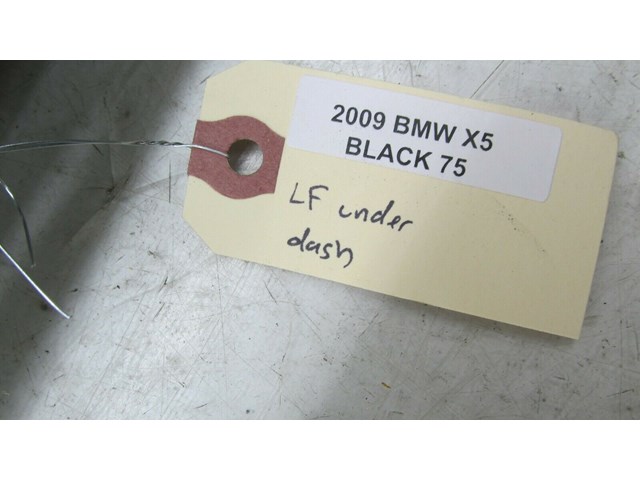 2009 BMW X5
BLACK 75
LF under
dash